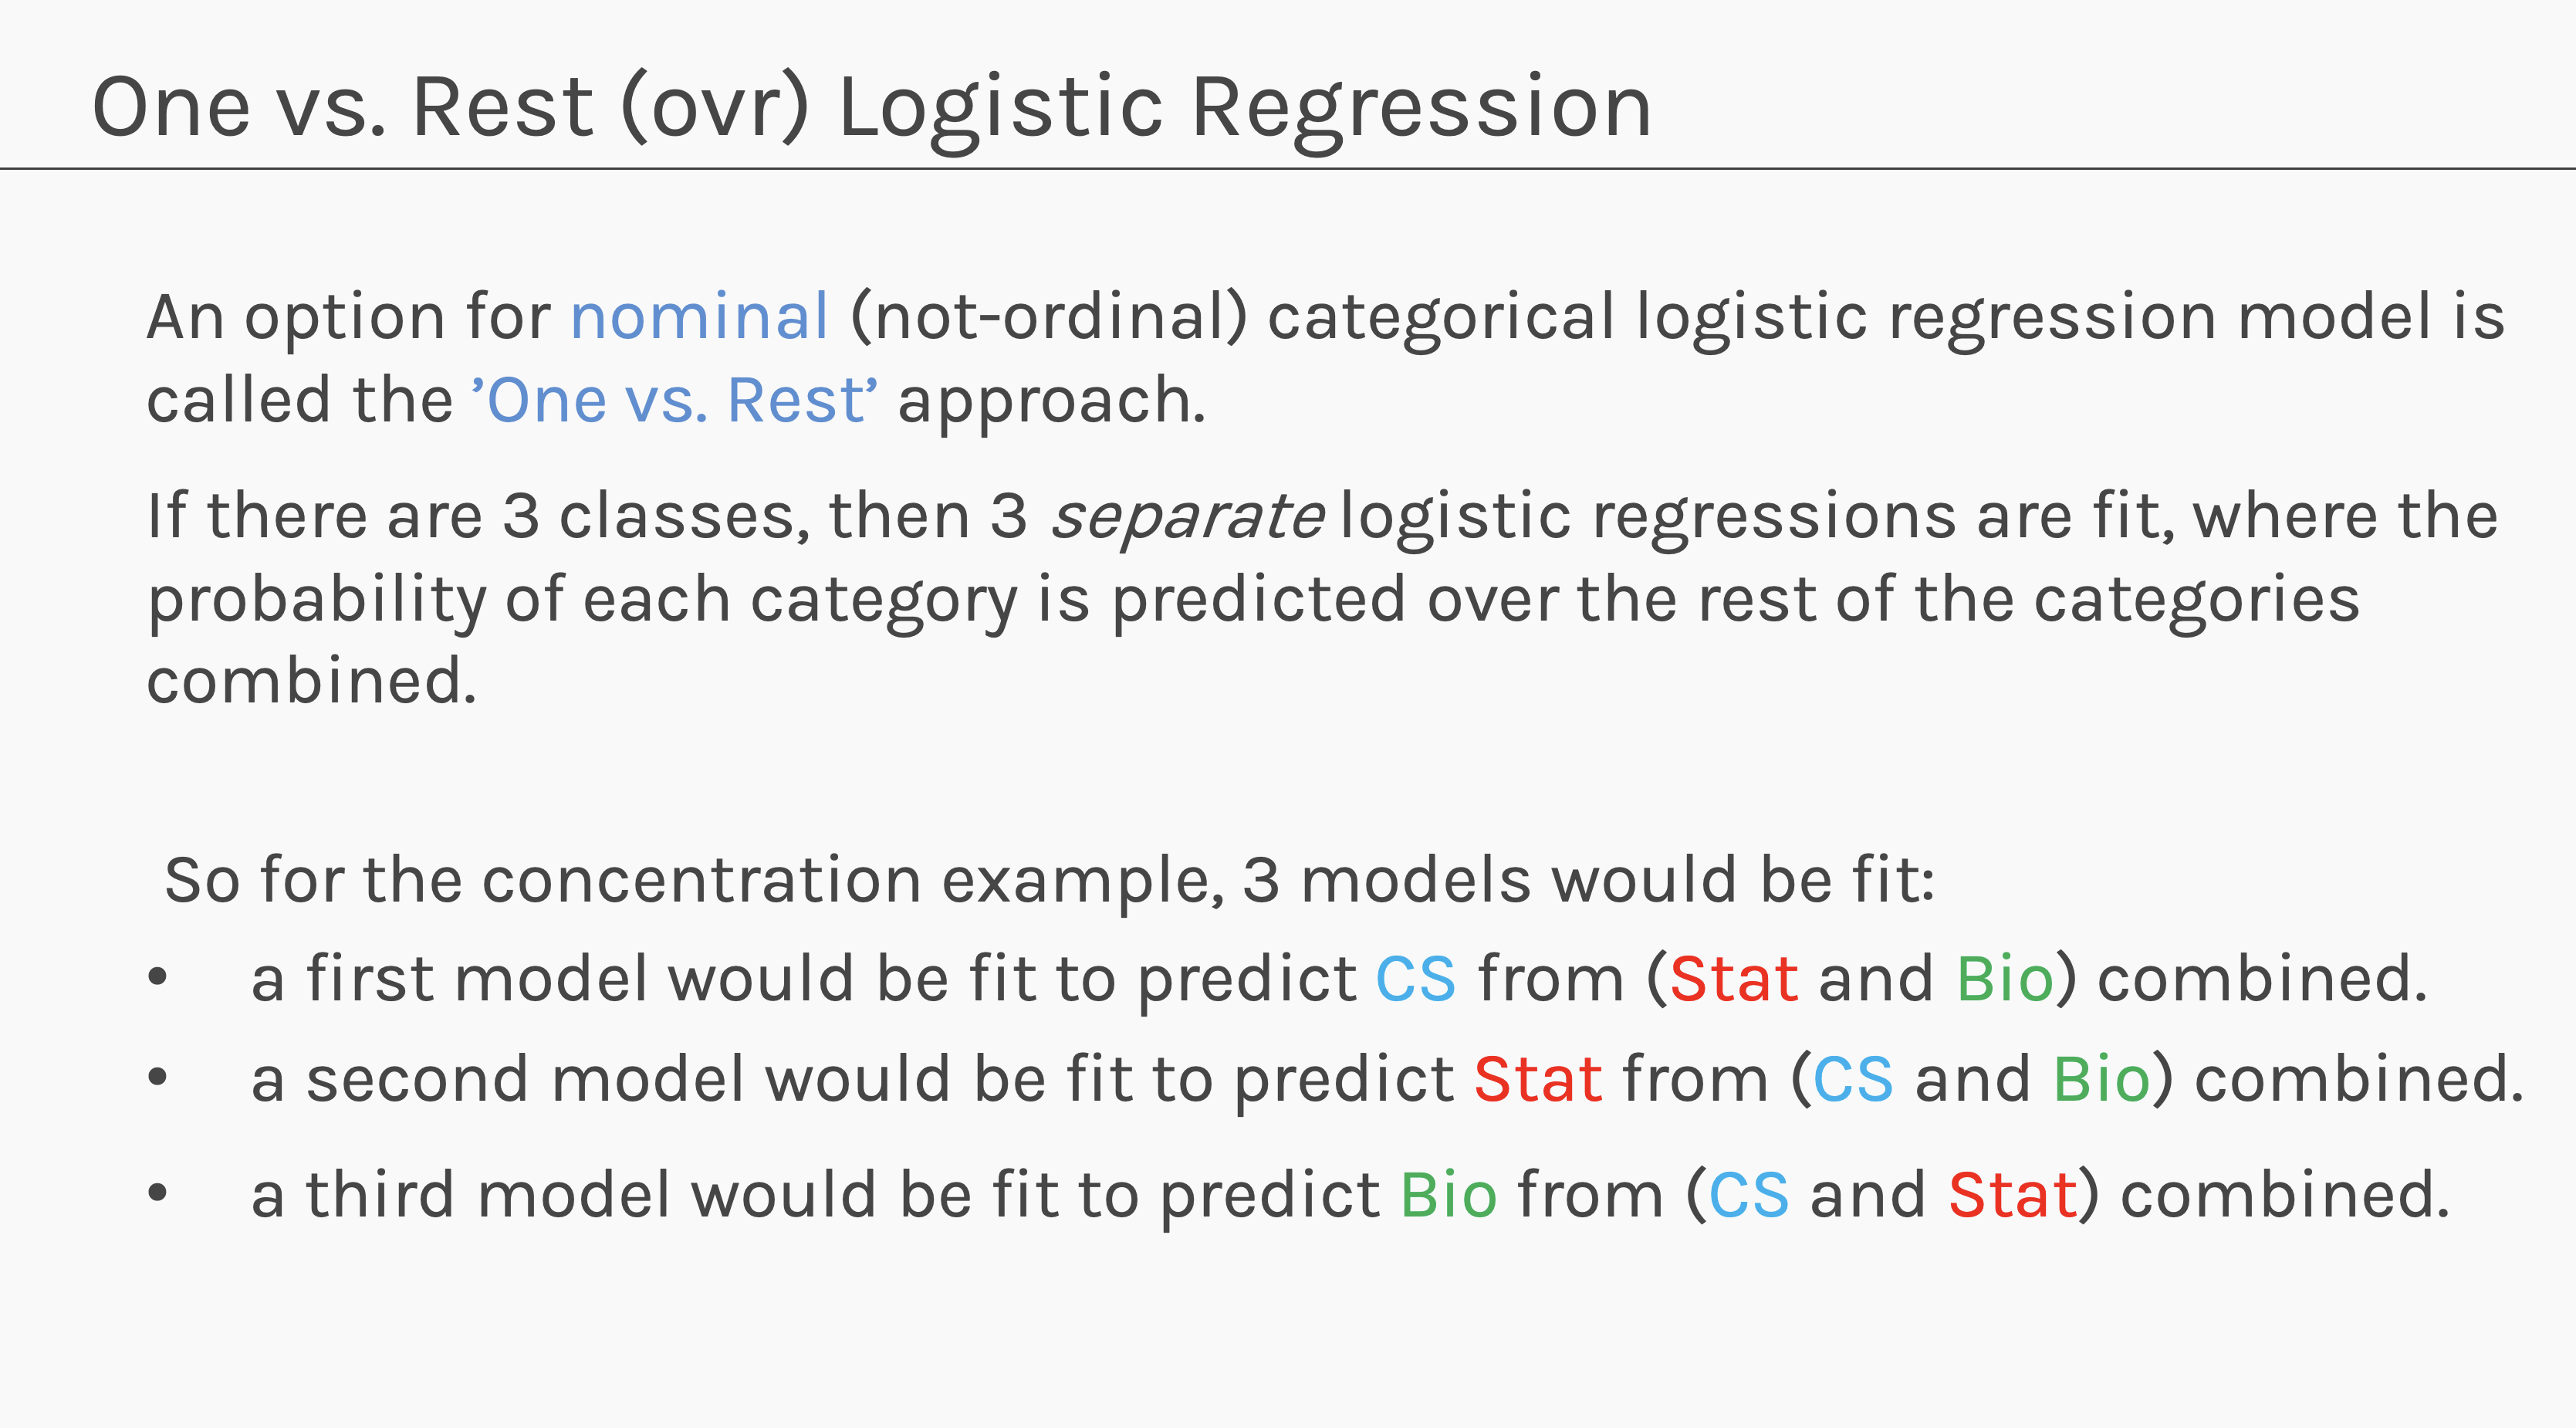 One vs. Rest (ovr) Logistic Regression
An option for nominal (not-ordinal) categorical logistic regression model is
called the ’One vs. Rest’ approach.
If there are 3 classes, then 3 separate logistic regressions are fit, where the
probability of each category is predicted over the rest of the categories
combined.
So for the concentration example, 3 models would be fit:
• a first model would be fit to predict CS from (Stat and Bio) combined.
• a second model would be fit to predict Stat from (CS and Bio) combined.
• a third model would be fit to predict Bio from (CS and Stat) combined.